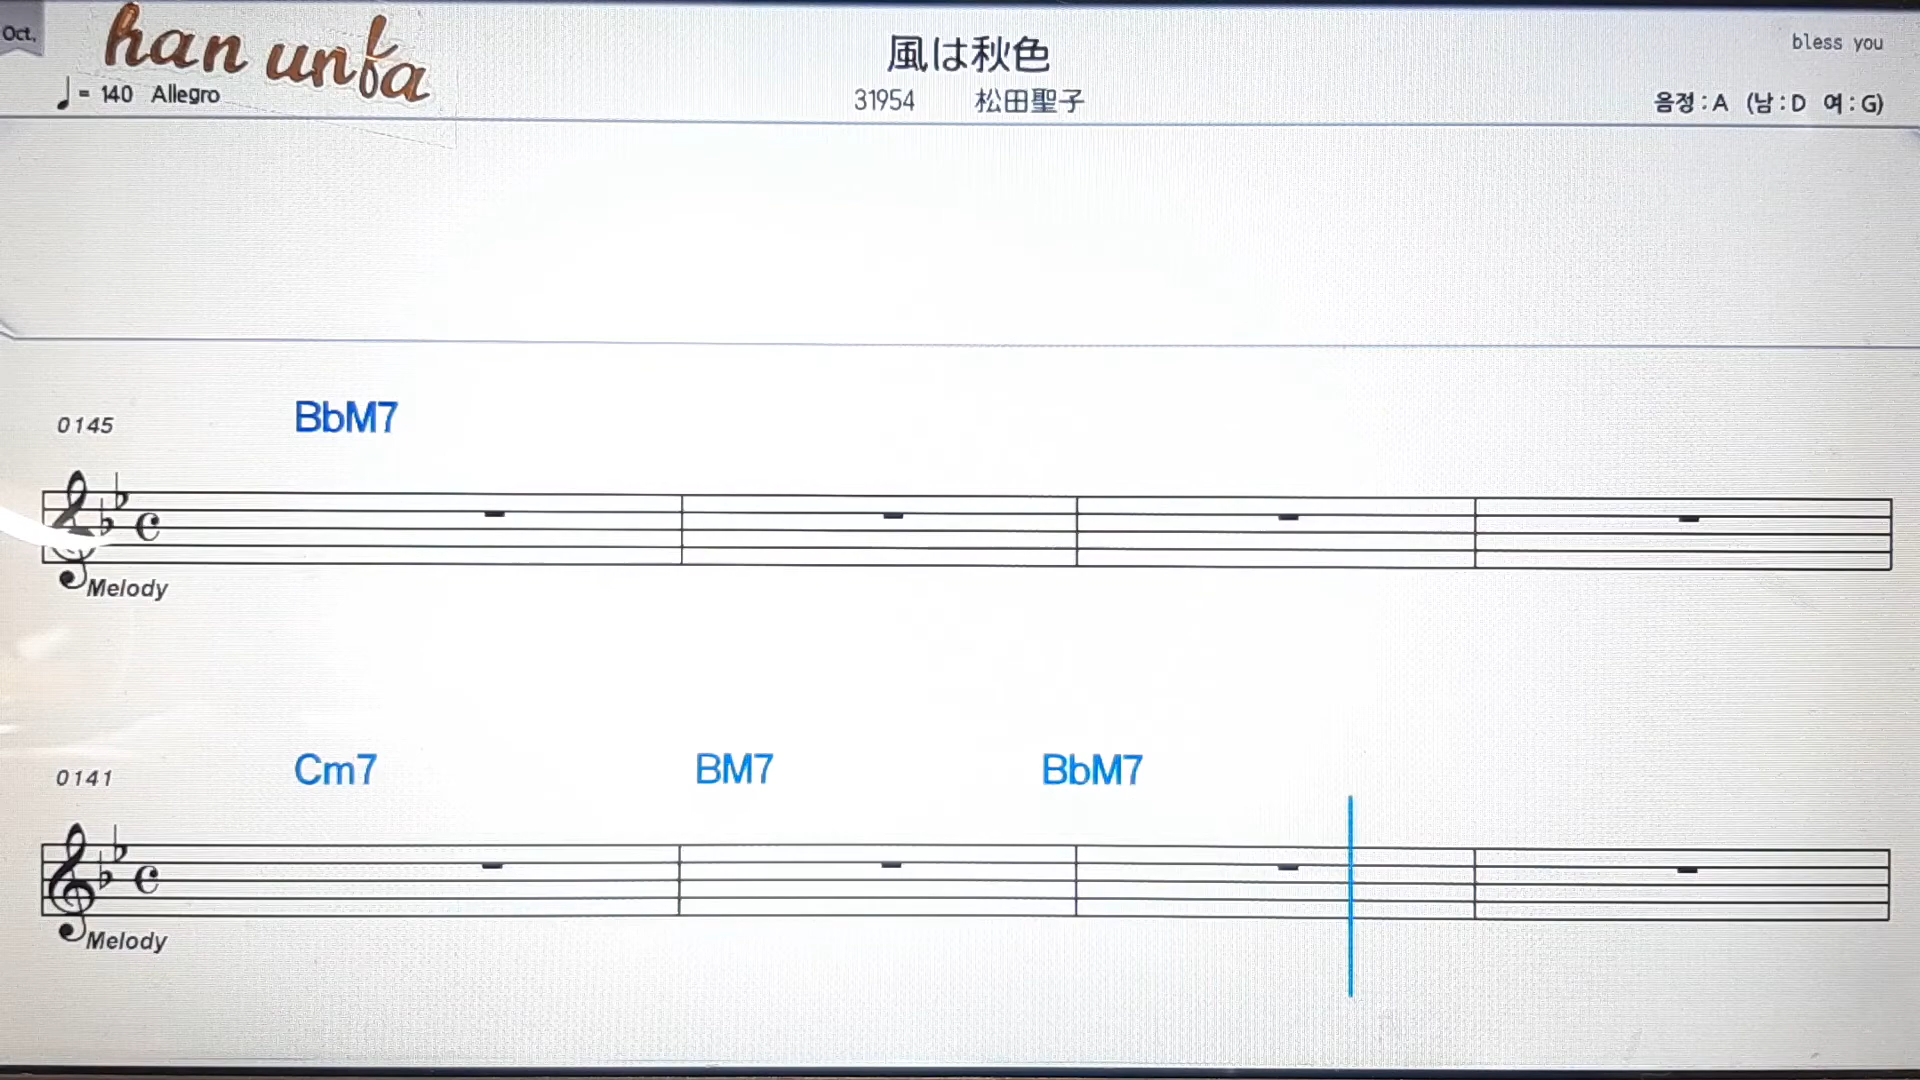 Oct.
han unfa
♩= 140 Allegro
風は秋色
31954 松田聖子
bless you
음정 : A (남 : D 여 : G)
0145
BbM7
Melody
0141
Cm7 BM7 BbM7
Melody